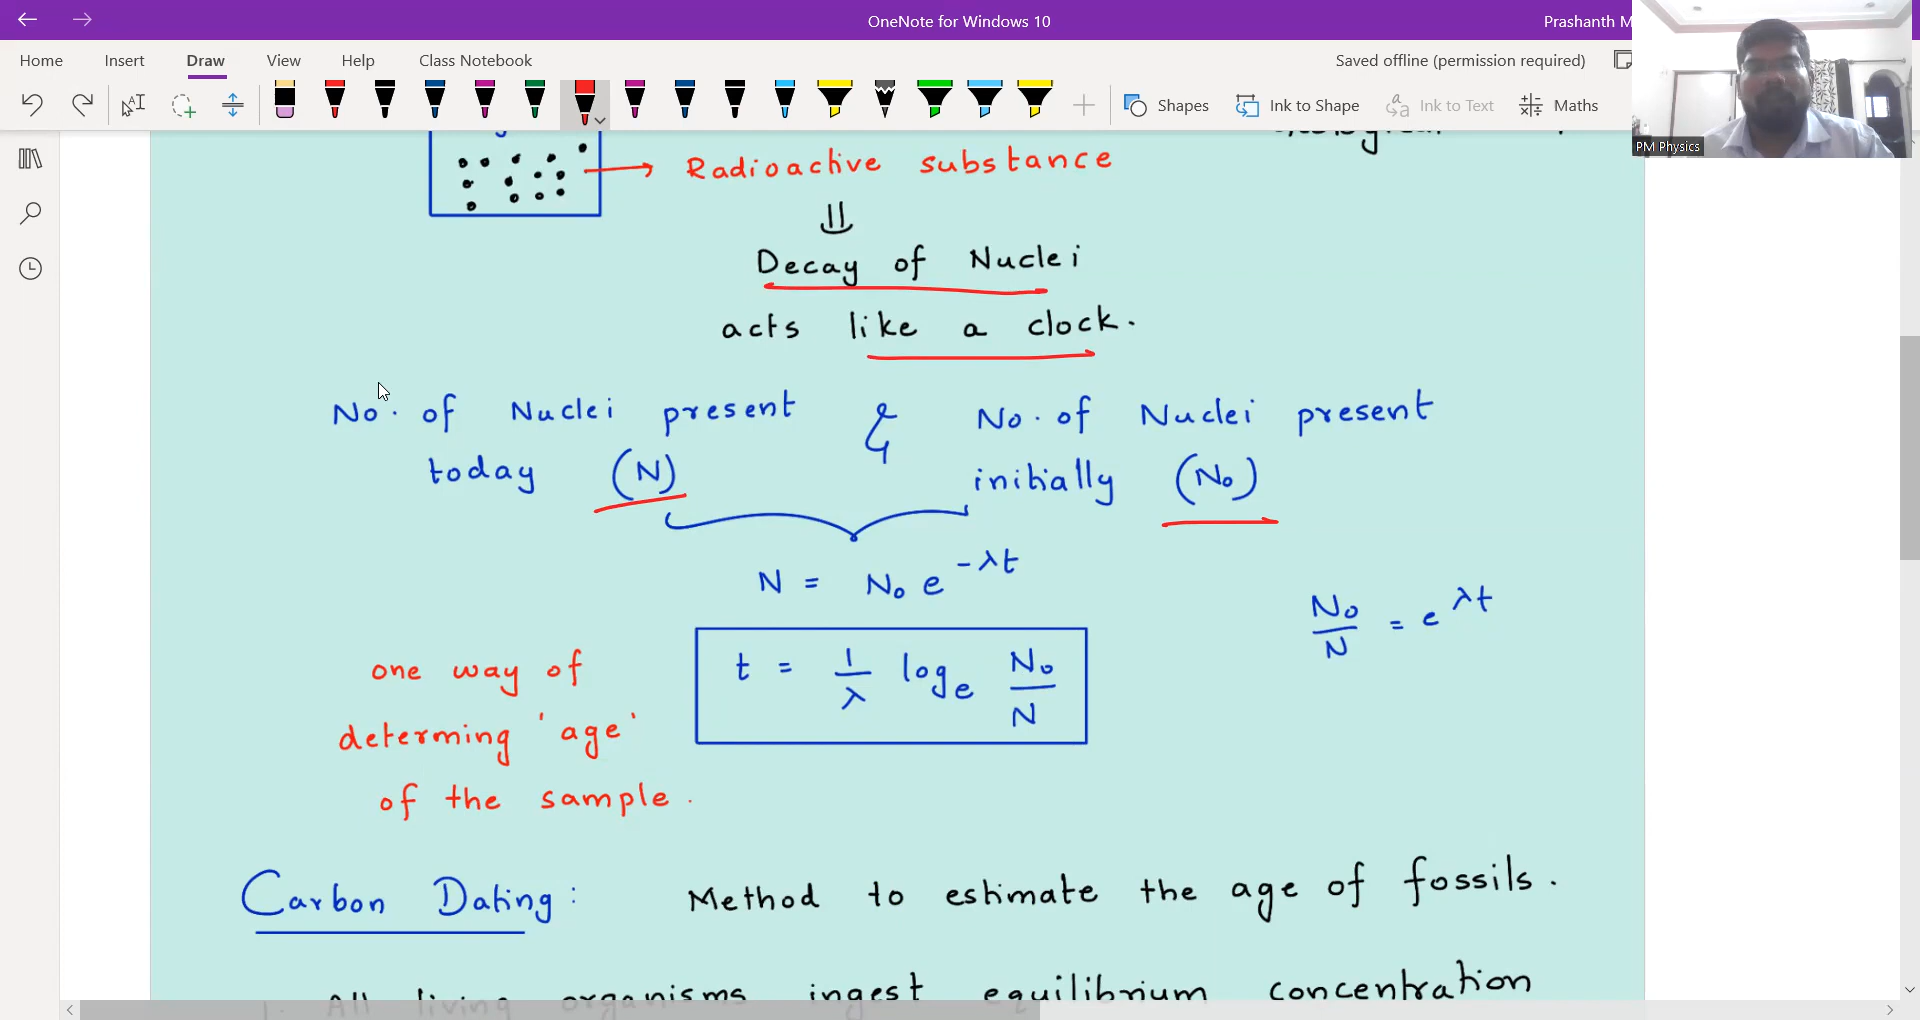 OneNote for Windows 10
Prashanth M
Home Insert Draw View Help Class Notebook
Saved offline (permission required)
Shapes Ink to Shape Ink to Text Maths
PM Physics
Radioactive substance
Decay of Nuclei
acts like a clock.
No. of Nuclei present & No. of Nuclei present
today (N) initially (N₀)
N = N₀ e^-λt
N₀/N = e^λt
t = 1/λ logₑ N₀/N
one way of
determing 'age'
of the sample.
Carbon Dating: Method to estimate the age of fossils.
1. All living organisms ingest equilibrium concentration